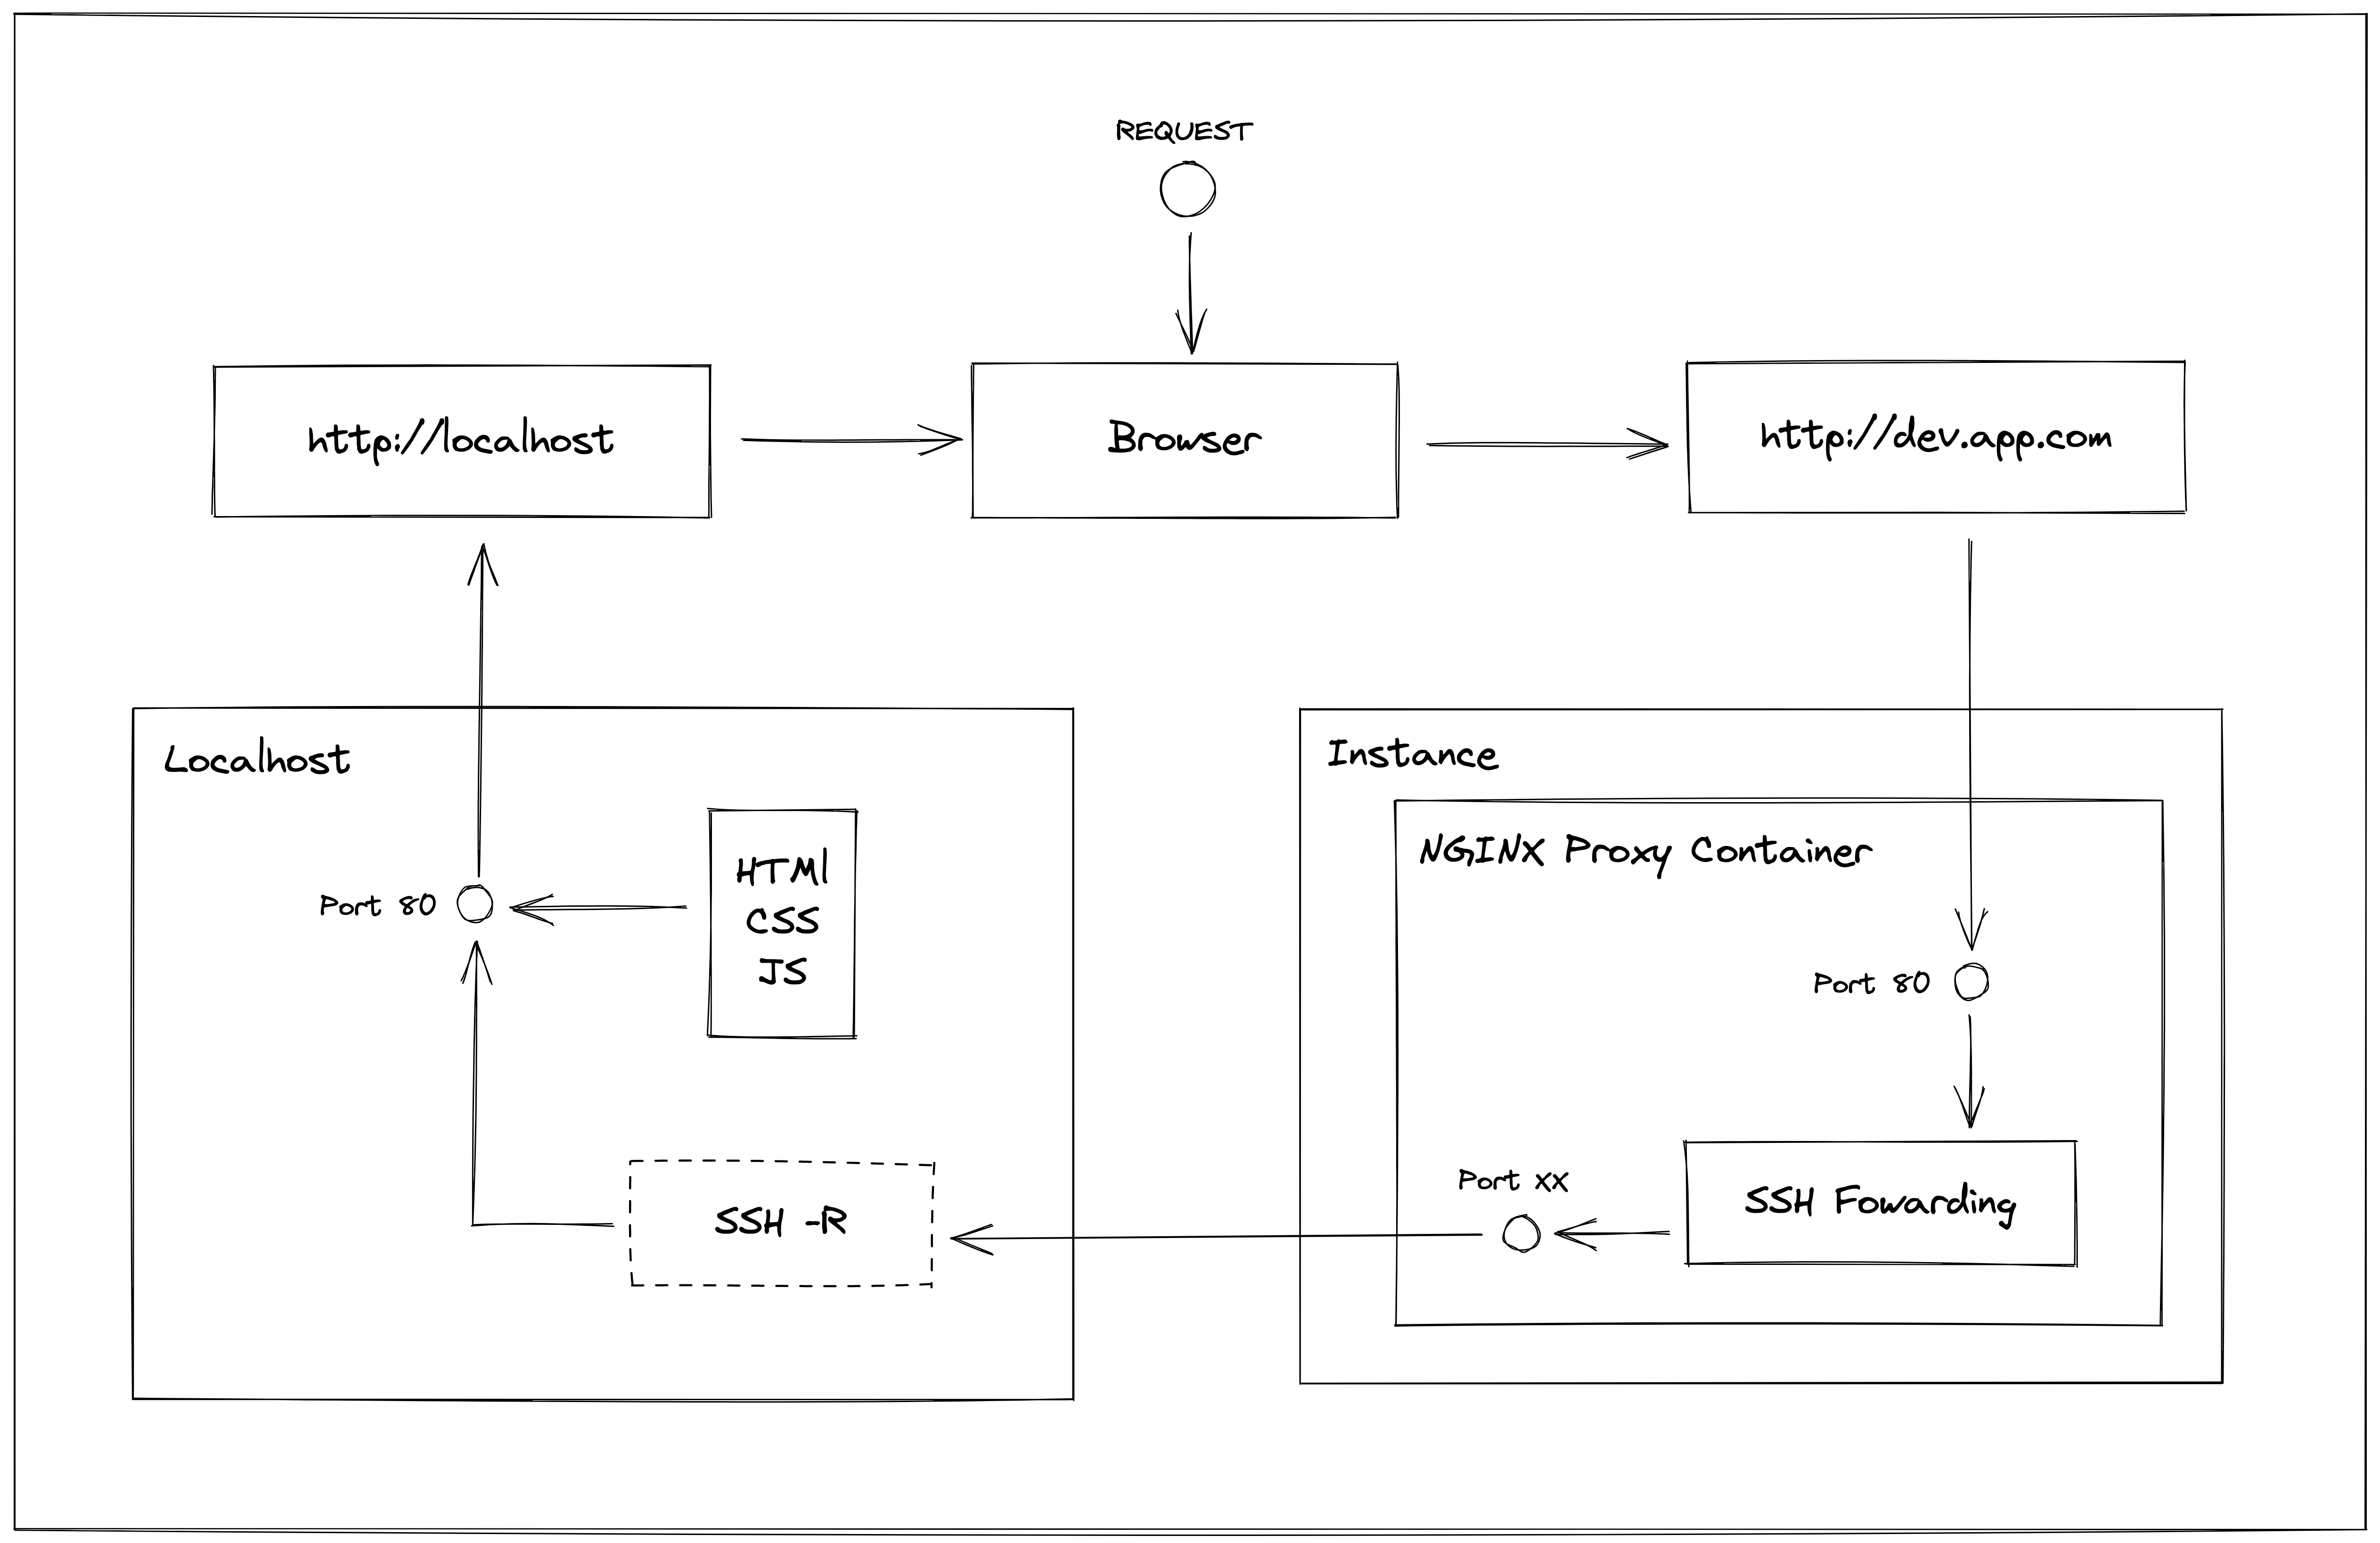 REQUEST
http://localhost
Browser
http://dev.app.com
Localhost
Port 80
HTMl
CSS
JS
SSH -R
Instance
NGINX Proxy Container
Port 80
SSH Fowarding
Port xx